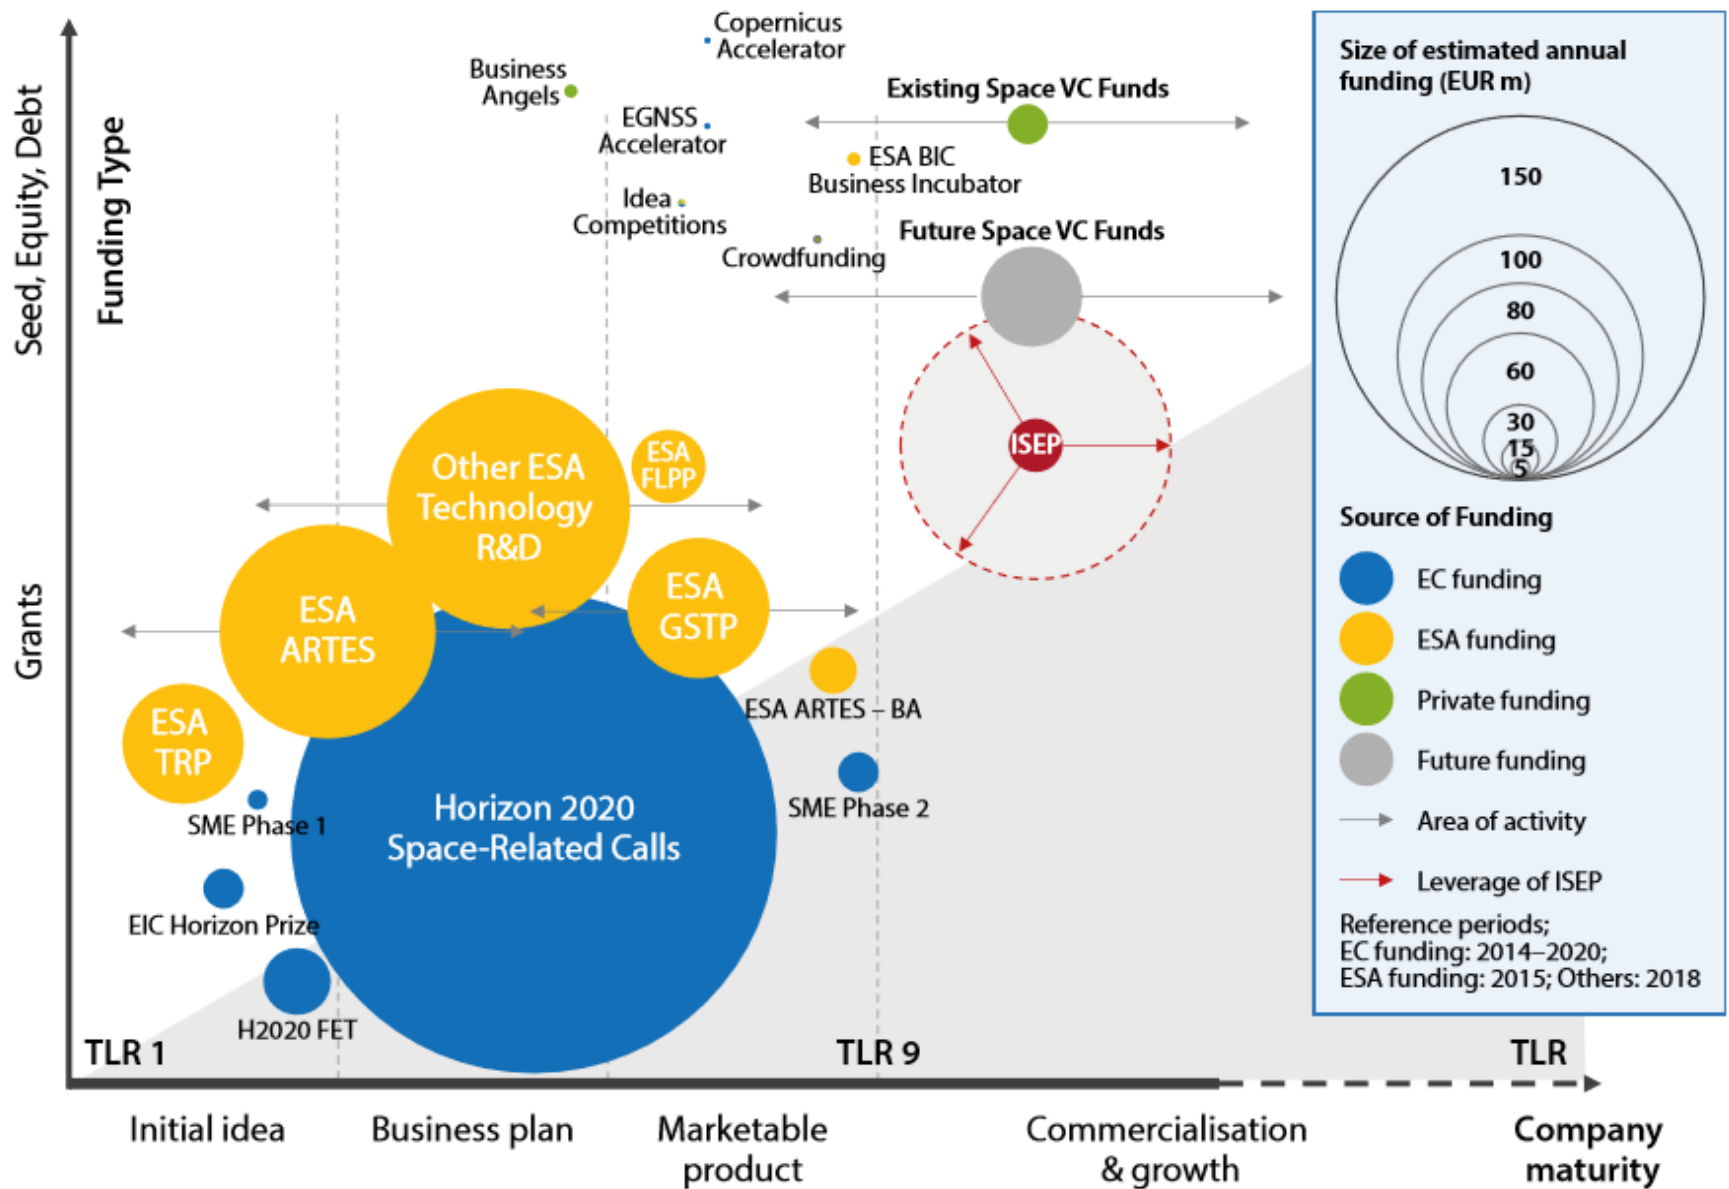 Seed, Equity, Debt
Grants
Funding Type
Copernicus
Accelerator
Business
Angels
EGNSS
Accelerator
Existing Space VC Funds
ESA BIC
Business Incubator
Idea
Competitions
Crowdfunding
Future Space VC Funds
ISEP
Other ESA
Technology
R&D
ESA
FLPP
ESA
ARTES
ESA
GSTP
ESA
TRP
ESA ARTES – BA
SME Phase 1
Horizon 2020
Space-Related Calls
SME Phase 2
EIC Horizon Prize
H2020 FET
TLR 1
TLR 9
TLR
Initial idea
Business plan
Marketable
product
Commercialisation
& growth
Company
maturity
Size of estimated annual
funding (EUR m)
150
100
80
60
30
15
5
Source of Funding
EC funding
ESA funding
Private funding
Future funding
Area of activity
Leverage of ISEP
Reference periods;
EC funding: 2014–2020;
ESA funding: 2015; Others: 2018